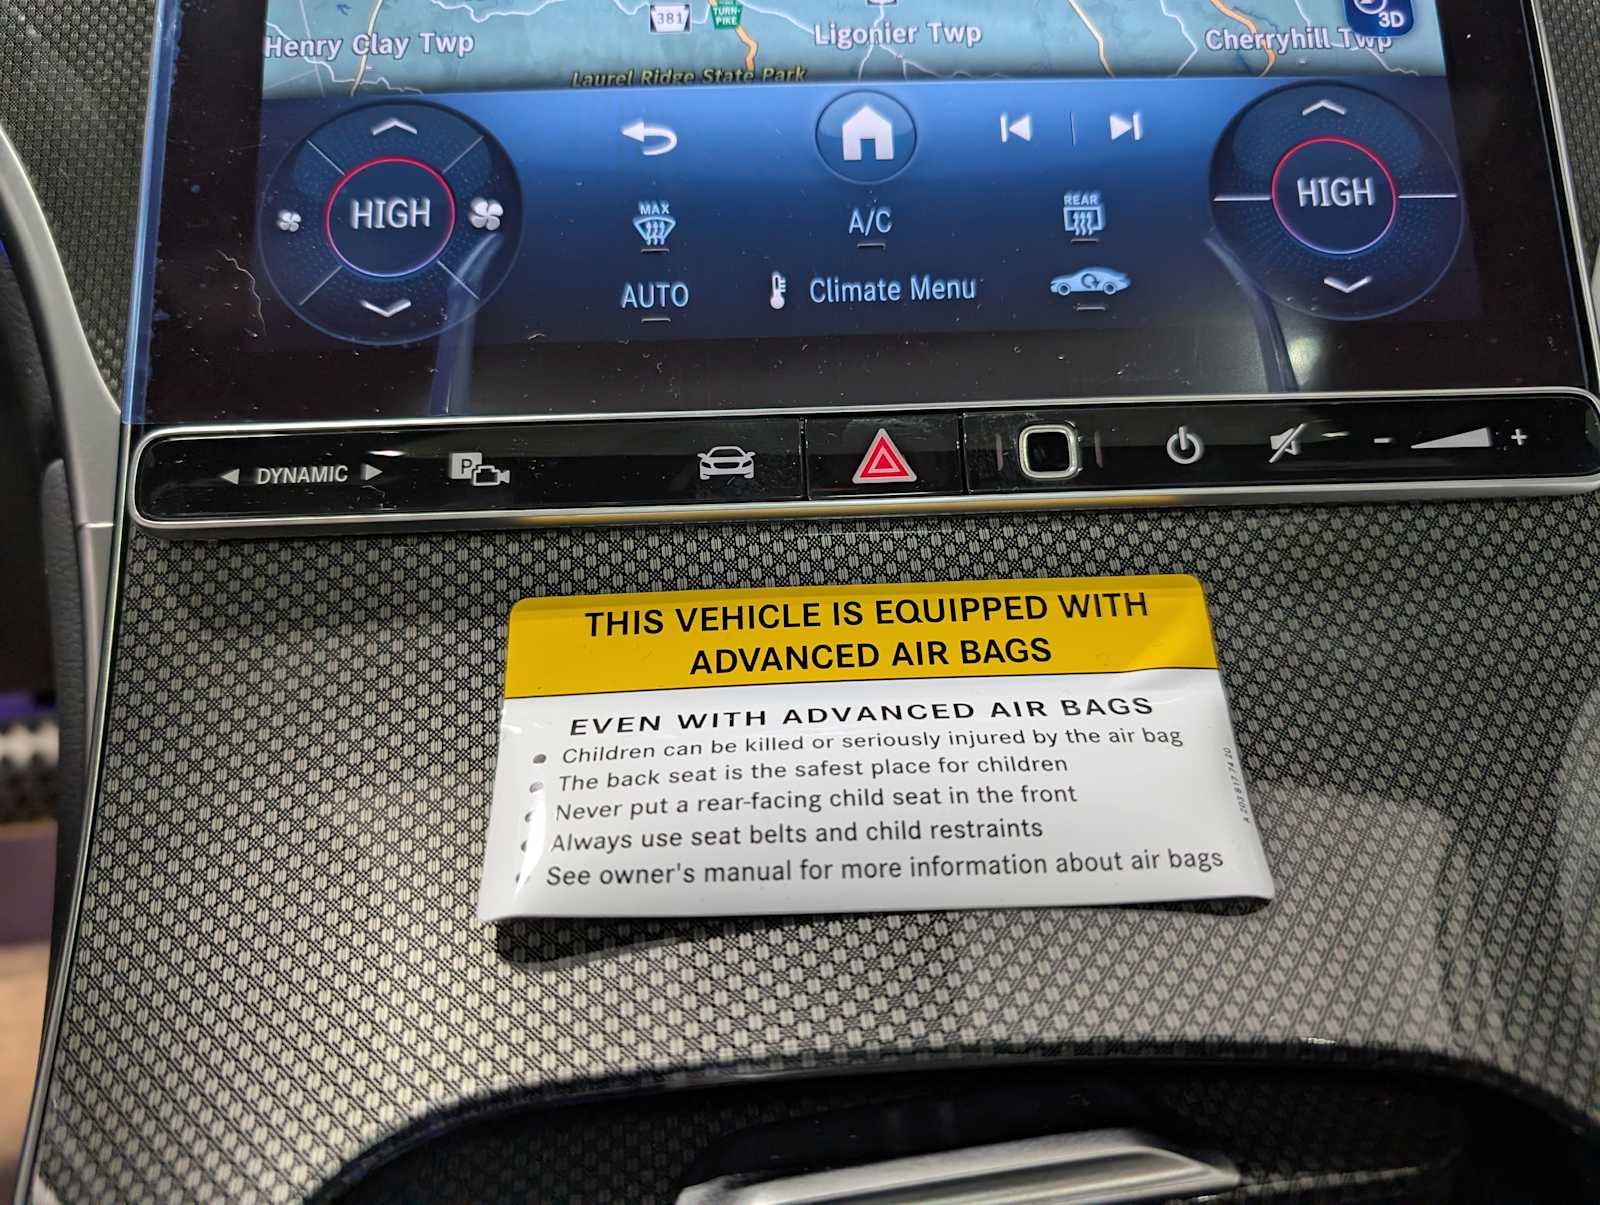 381
TURN-
PIKE
3D
Henry Clay Twp
Ligonier Twp
Cherryhill Twp
Laurel Ridge State Park
HIGH
HIGH
MAX
A/C
REAR
AUTO
Climate Menu
DYNAMIC
P
- +
THIS VEHICLE IS EQUIPPED WITH
ADVANCED AIR BAGS
EVEN WITH ADVANCED AIR BAGS
• Children can be killed or seriously injured by the air bag
• The back seat is the safest place for children
• Never put a rear-facing child seat in the front
• Always use seat belts and child restraints
• See owner's manual for more information about air bags